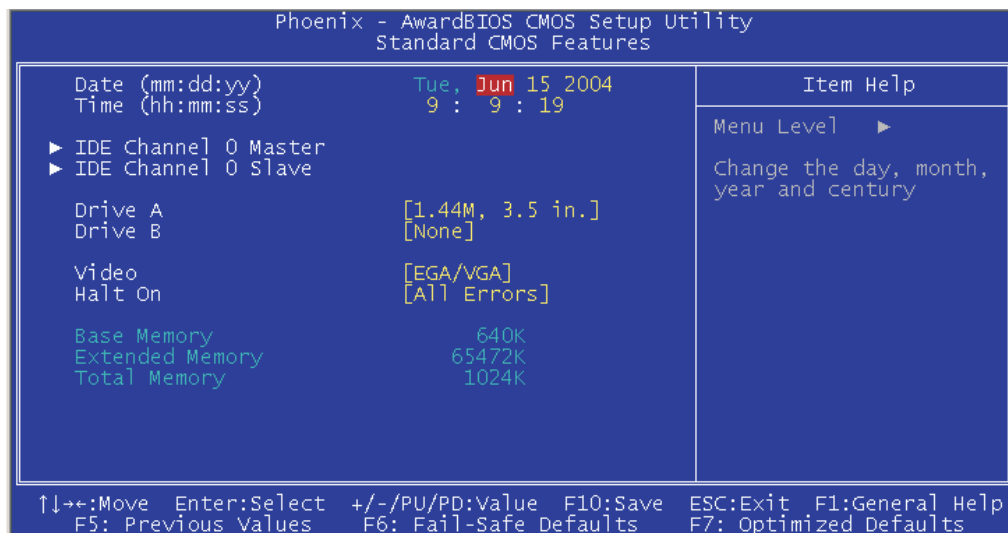 Phoenix - AwardBIOS CMOS Setup Utility
Standard CMOS Features
Date (mm:dd:yy) Tue, Jun 15 2004
Time (hh:mm:ss) 9 : 9 : 19
► IDE Channel 0 Master
► IDE Channel 0 Slave
Drive A [1.44M, 3.5 in.]
Drive B [None]
Video [EGA/VGA]
Halt On [All Errors]
Base Memory 640K
Extended Memory 65472K
Total Memory 1024K
Item Help
Menu Level ►
Change the day, month,
year and century
↑↓→←:Move Enter:Select +/-/PU/PD:Value F10:Save ESC:Exit F1:General Help
F5: Previous Values F6: Fail-Safe Defaults F7: Optimized Defaults